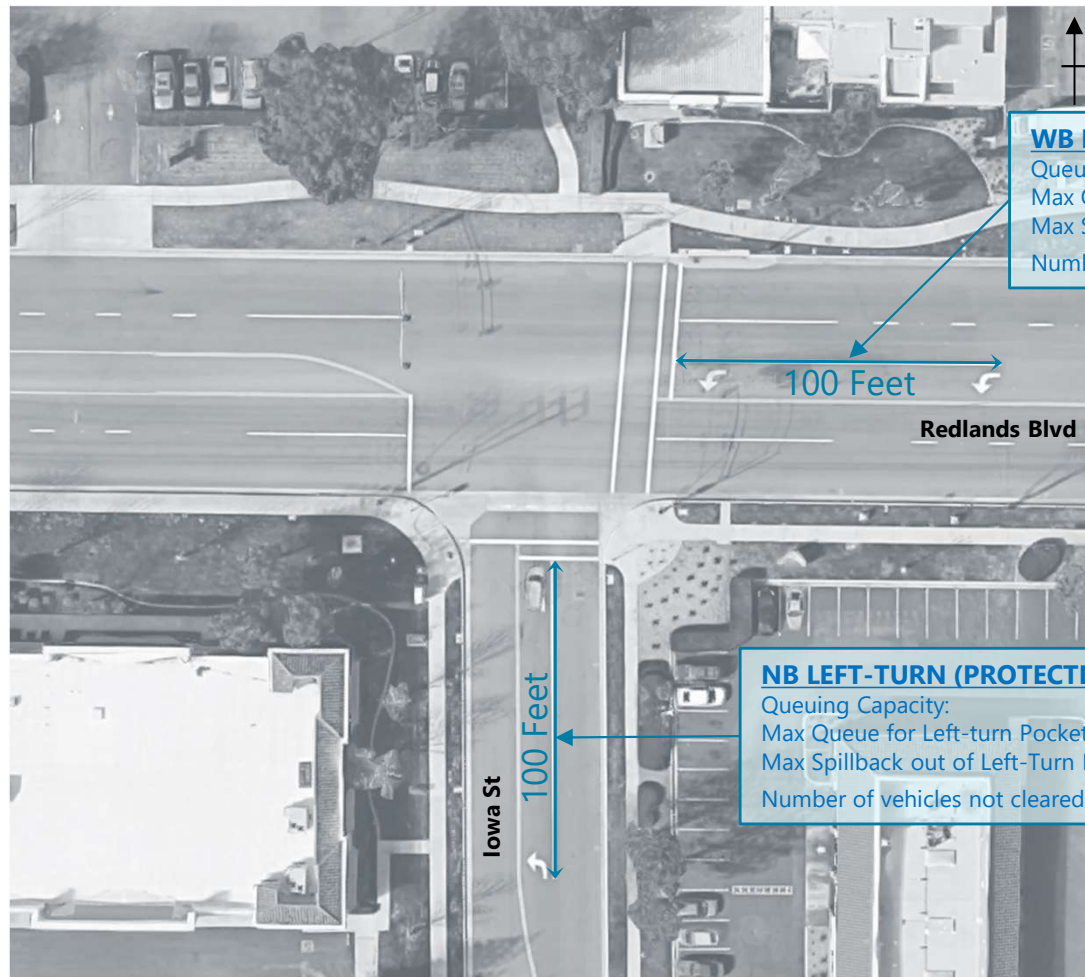 WB
Queu
Max
Max
Numb
100 Feet
Redlands Blvd
NB LEFT-TURN (PROTECTE
Queuing Capacity:
Max Queue for Left-turn Pocket
Max Spillback out of Left-Turn
Number of vehicles not cleared
100 Feet
Iowa St